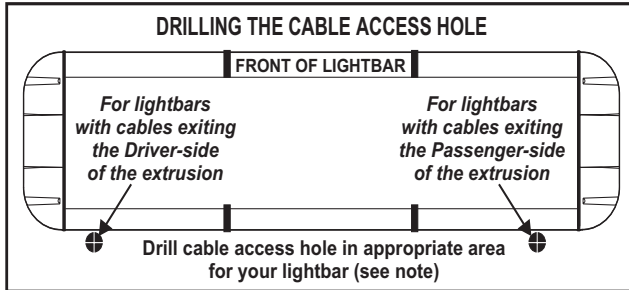 DRILLING THE CABLE ACCESS HOLE
FRONT OF LIGHTBAR
For lightbars
with cables exiting
the Driver-side
of the extrusion
For lightbars
with cables exiting
the Passenger-side
of the extrusion
Drill cable access hole in appropriate area
for your lightbar (see note)